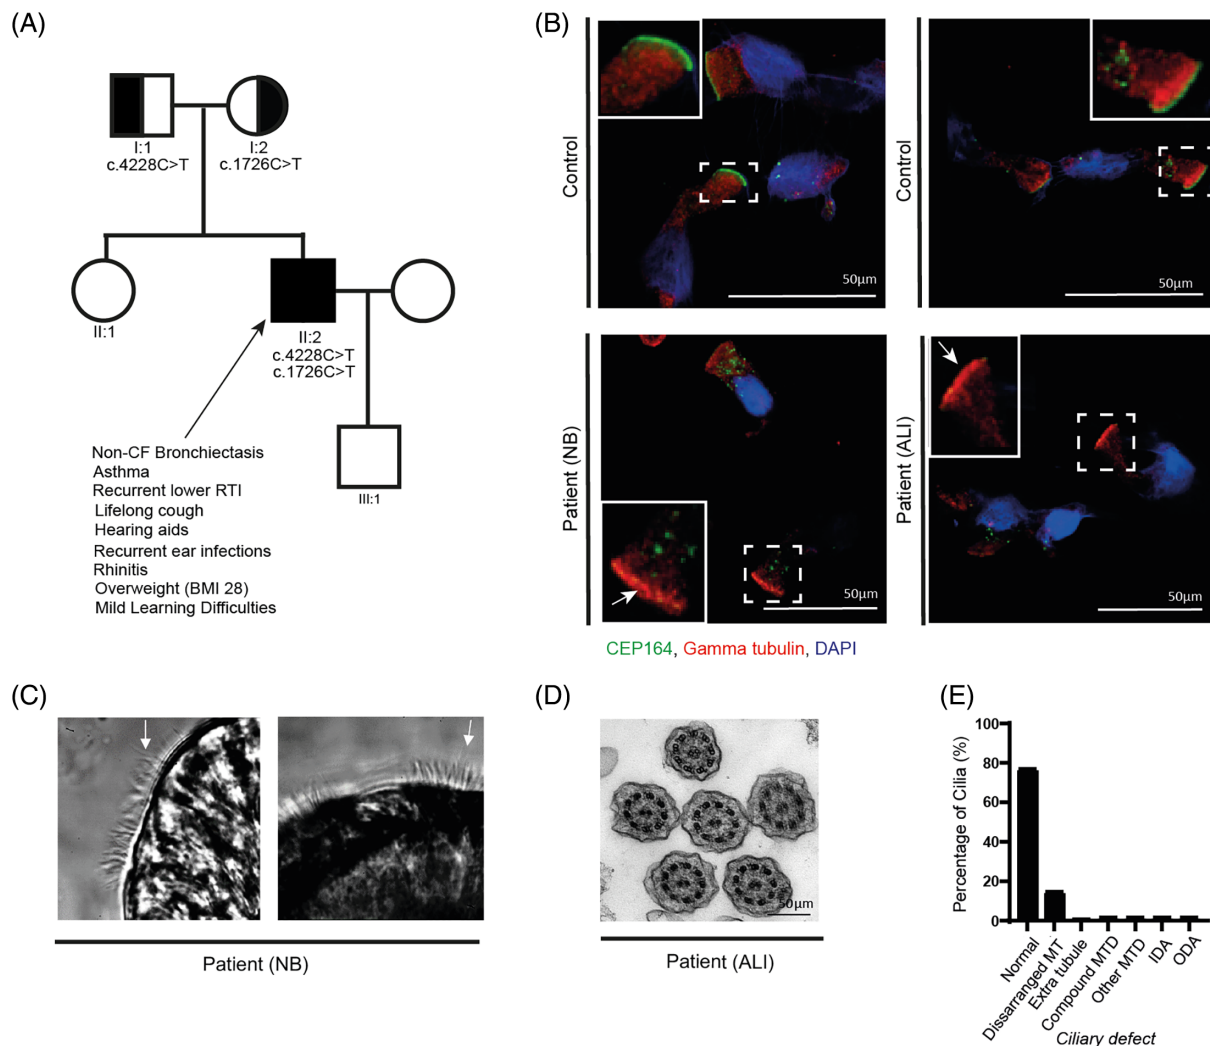 (A)
I:1
c.4228C>T
I:2
c.1726C>T
II:1
II:2
c.4228C>T
c.1726C>T
III:1
Non-CF Bronchiectasis
Asthma
Recurrent lower RTI
Lifelong cough
Hearing aids
Recurrent ear infections
Rhinitis
Overweight (BMI 28)
Mild Learning Difficulties
(B)
Control
50µm
Control
50µm
Patient (NB)
50µm
Patient (ALI)
50µm
CEP164, Gamma tubulin, DAPI
(C)
Patient (NB)
(D)
50µm
Patient (ALI)
(E)
Percentage of Cilia (%)
100
80
60
40
20
0
Normal
Dissarranged MT
Extra tubule
Compound MTD
Other MTD
IDA
ODA
Ciliary defect